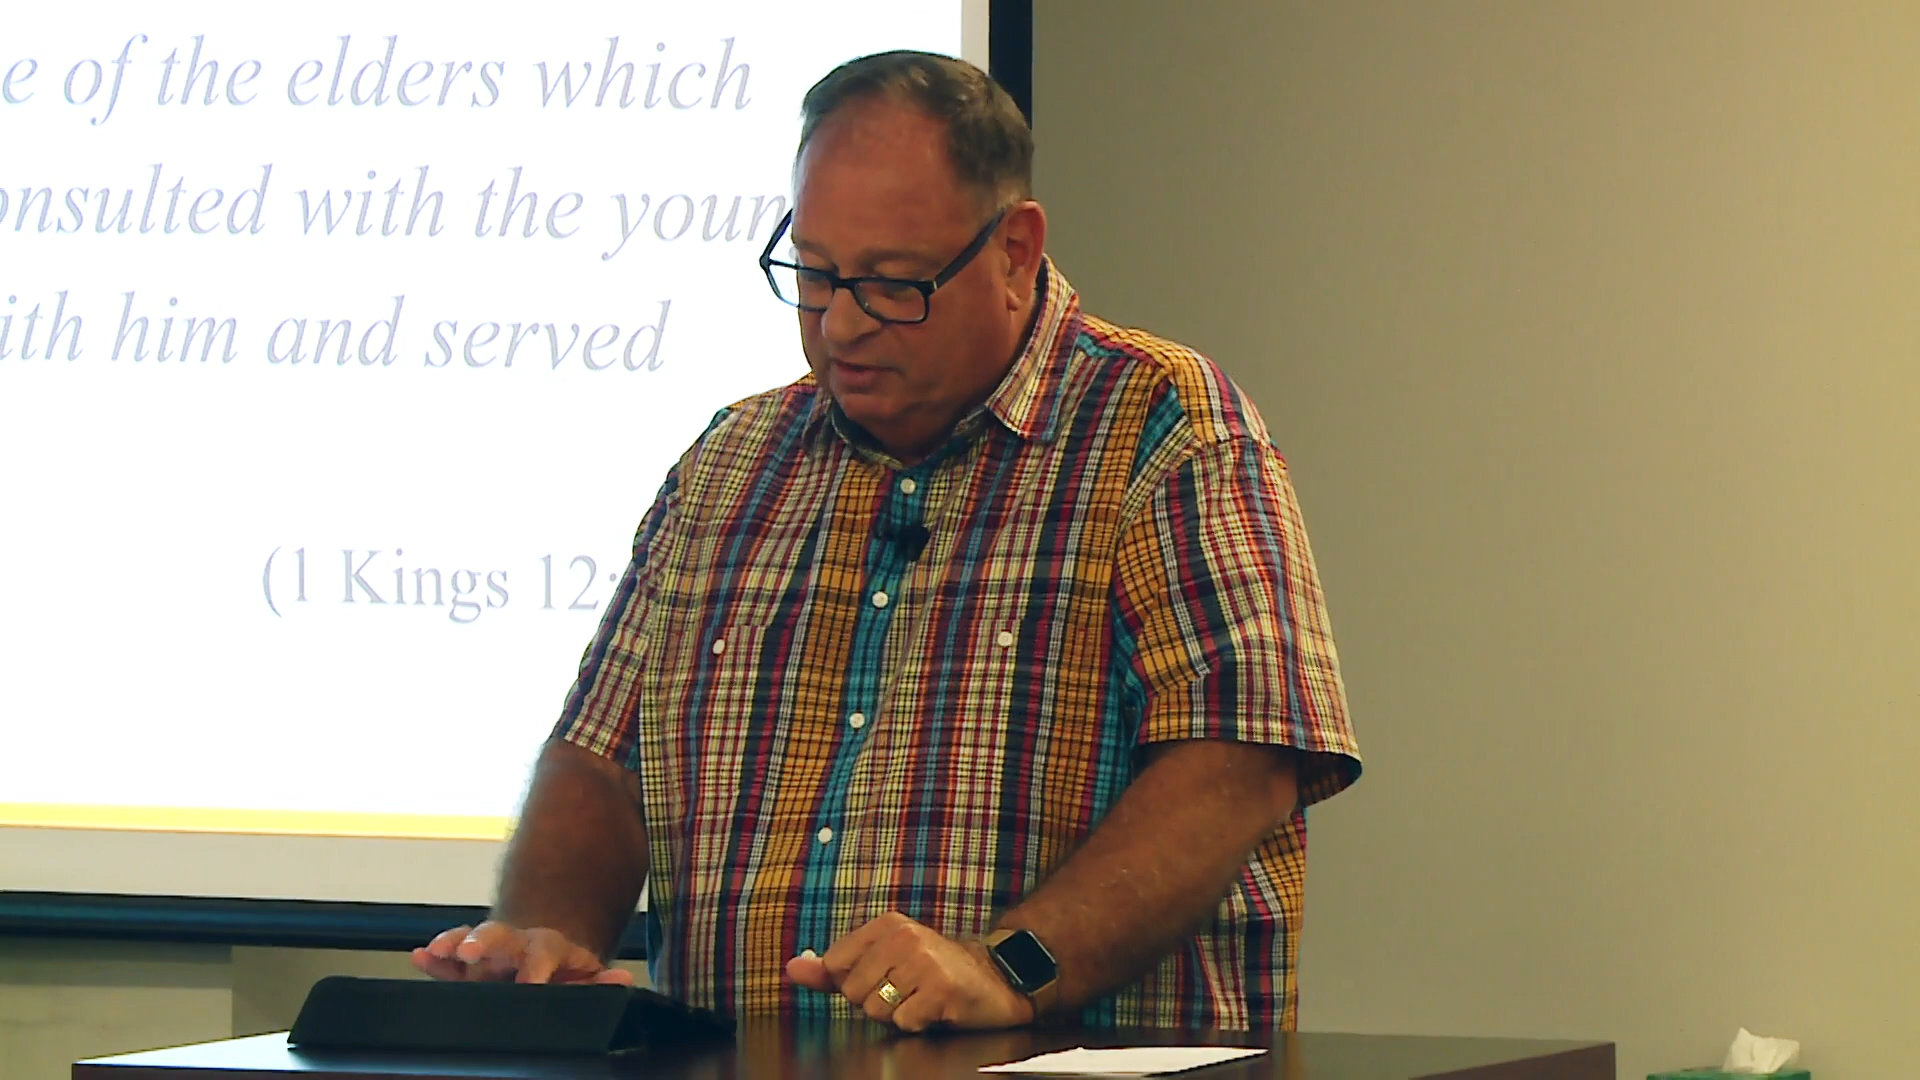 e of the elders which
onsulted with the youn
ith him and served
(1 Kings 12: